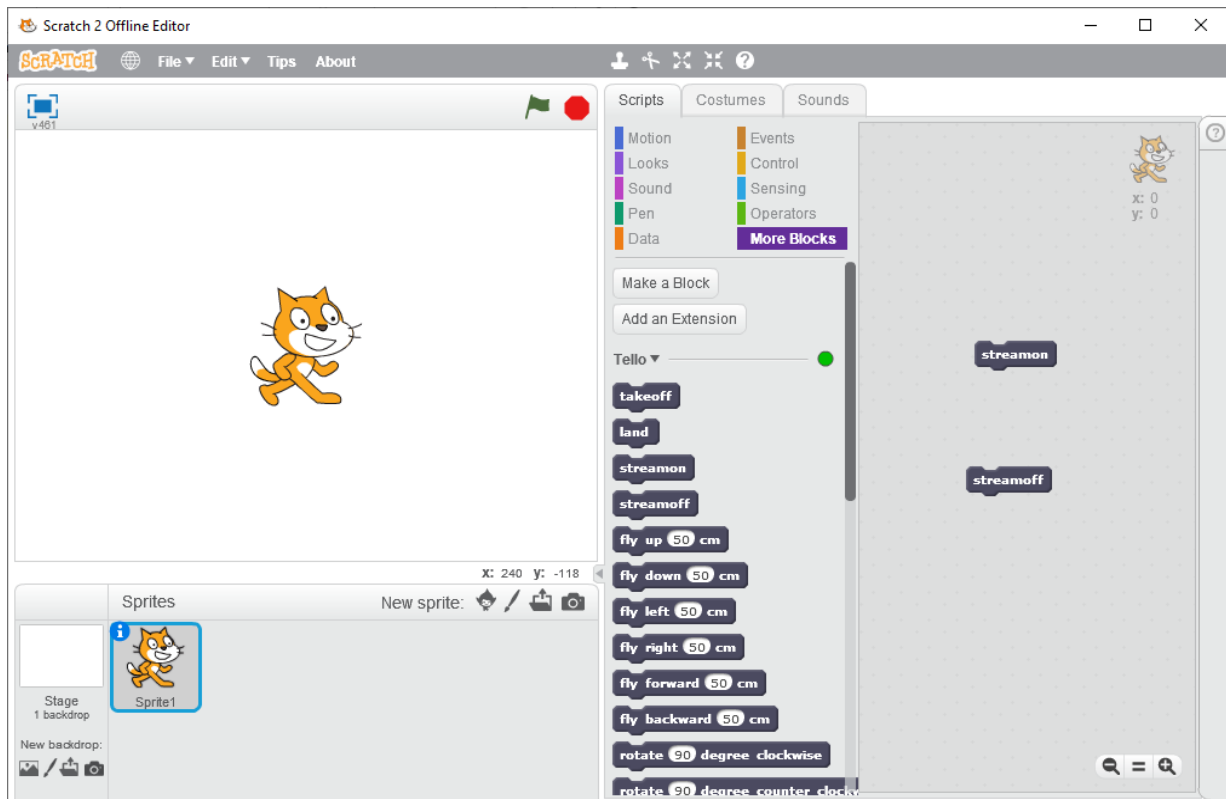 Scratch 2 Offline Editor
SCRATCH File Edit Tips About
v461
Scripts Costumes Sounds
Motion Events
Looks Control
Sound Sensing
Pen Operators
Data More Blocks
x: 0
y: 0
Make a Block
Add an Extension
Tello
takeoff
land
streamon
streamoff
fly up 50 cm
fly down 50 cm
fly left 50 cm
fly right 50 cm
fly forward 50 cm
fly backward 50 cm
rotate 90 degree clockwise
rotate 90 degree counter
streamon
streamoff
X: 240 y: -118
Sprites New sprite:
Stage
1 backdrop
New backdrop:
Sprite1